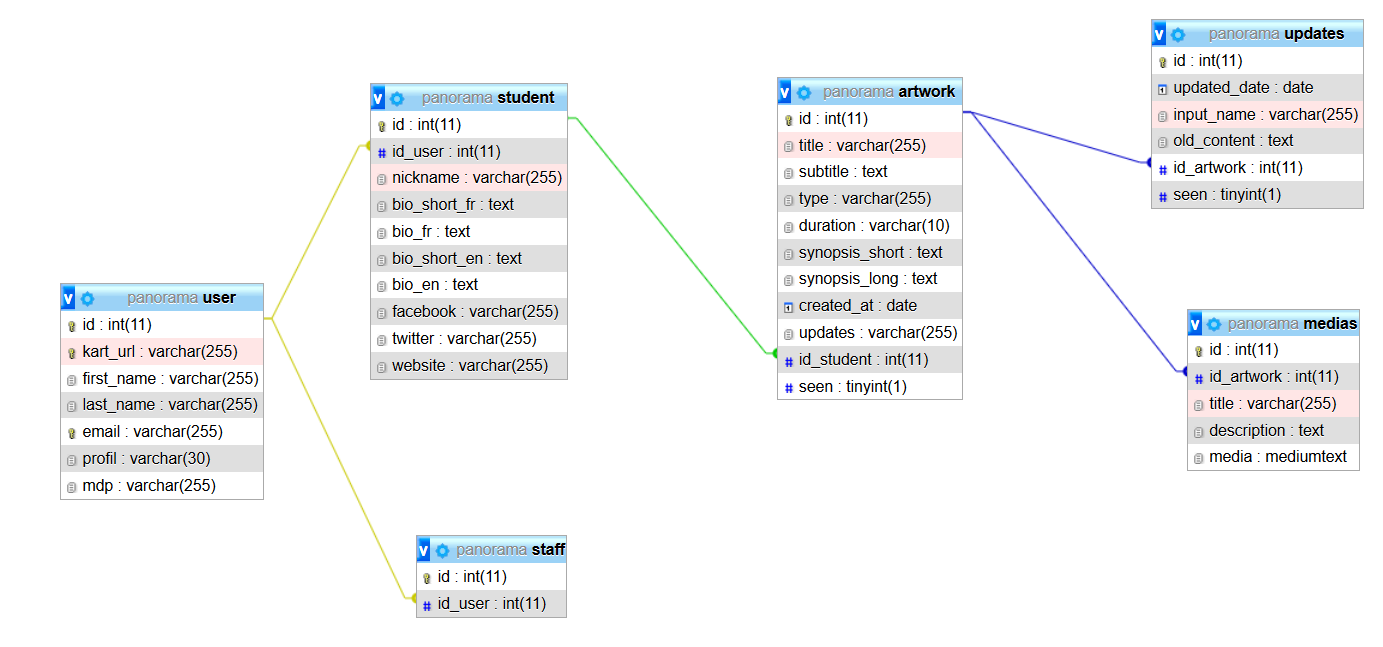 panorama updates
id : int(11)
updated_date : date
input_name : varchar(255)
old_content : text
id_artwork : int(11)
seen : tinyint(1)
panorama student
id : int(11)
id_user : int(11)
nickname : varchar(255)
bio_short_fr : text
bio_fr : text
bio_short_en : text
bio_en : text
facebook : varchar(255)
twitter : varchar(255)
website : varchar(255)
panorama artwork
id : int(11)
title : varchar(255)
subtitle : text
type : varchar(255)
duration : varchar(10)
synopsis_short : text
synopsis_long : text
created_at : date
updates : varchar(255)
id_student : int(11)
seen : tinyint(1)
panorama user
id : int(11)
kart_url : varchar(255)
first_name : varchar(255)
last_name : varchar(255)
email : varchar(255)
profil : varchar(30)
mdp : varchar(255)
panorama medias
id : int(11)
id_artwork : int(11)
title : varchar(255)
description : text
media : mediumtext
panorama staff
id : int(11)
id_user : int(11)